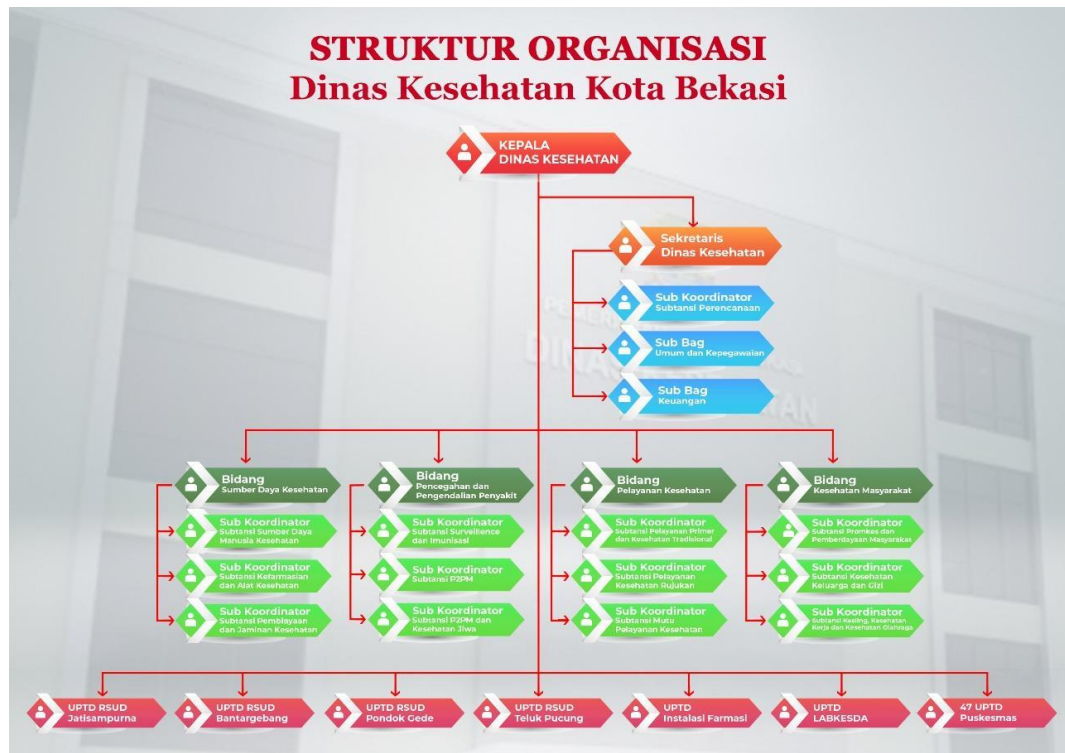 STRUKTUR ORGANISASI
Dinas Kesehatan Kota Bekasi
KEPALA
DINAS KESEHATAN
Sekretaris
Dinas Kesehatan
Sub Koordinator
Subtansi Perencanaan
Sub Bag
Umum dan Kepegawaian
Sub Bag
Keuangan
Bidang
Sumber Daya Kesehatan
Bidang
Pencegahan dan
Pengendalian Penyakit
Bidang
Pelayanan Kesehatan
Bidang
Kesehatan Masyarakat
Sub Koordinator
Subtansi Sumber Daya
Manusia Kesehatan
Sub Koordinator
Subtansi Surveilence
dan Imunisasi
Sub Koordinator
Subtansi Pelayanan Primer
dan Kesehatan Tradisional
Sub Koordinator
Subtansi Promkes dan
Pemberdayaan Masyarakat
Sub Koordinator
Subtansi Kefarmasian
dan Alat Kesehatan
Sub Koordinator
Subtansi P2PM
Sub Koordinator
Subtansi Pelayanan
Kesehatan Rujukan
Sub Koordinator
Subtansi Kesehatan
Keluarga dan Gizi
Sub Koordinator
Subtansi Pembiayaan
dan Jaminan Kesehatan
Sub Koordinator
Subtansi P2PM dan
Kesehatan Jiwa
Sub Koordinator
Subtansi Mutu
Pelayanan Kesehatan
Sub Koordinator
Subtansi Kesling, Kesehatan
Kerja dan Kesehatan Olahraga
UPTD RSUD
Jatisampurna
UPTD RSUD
Bantargebang
UPTD RSUD
Pondok Gede
UPTD RSUD
Teluk Pucung
UPTD
Instalasi Farmasi
UPTD
LABKESDA
47 UPTD
Puskesmas